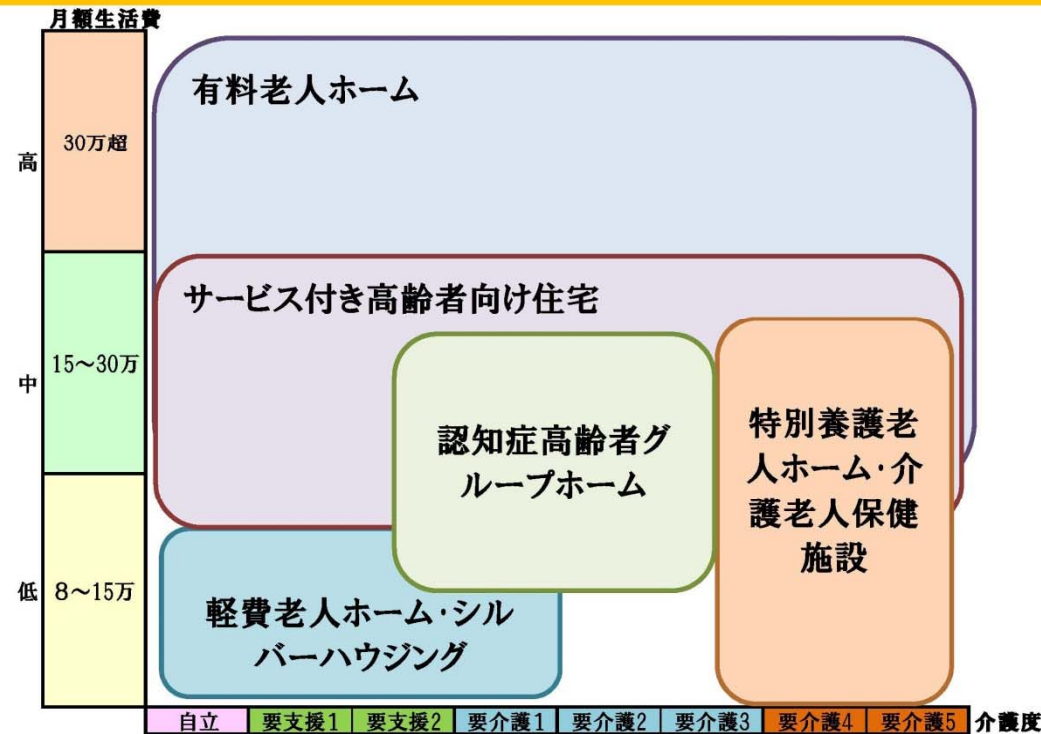 月額生活費
有料老人ホーム
30万超
高
サービス付き高齢者向け住宅
15～30万
中
認知症高齢者グ
ループホーム
特別養護老
人ホーム・介
護老人保健
施設
低
8～15万
軽費老人ホーム・シル
バーハウジング
自立 要支援1 要支援2 要介護1 要介護2 要介護3 要介護4 要介護5 介護度